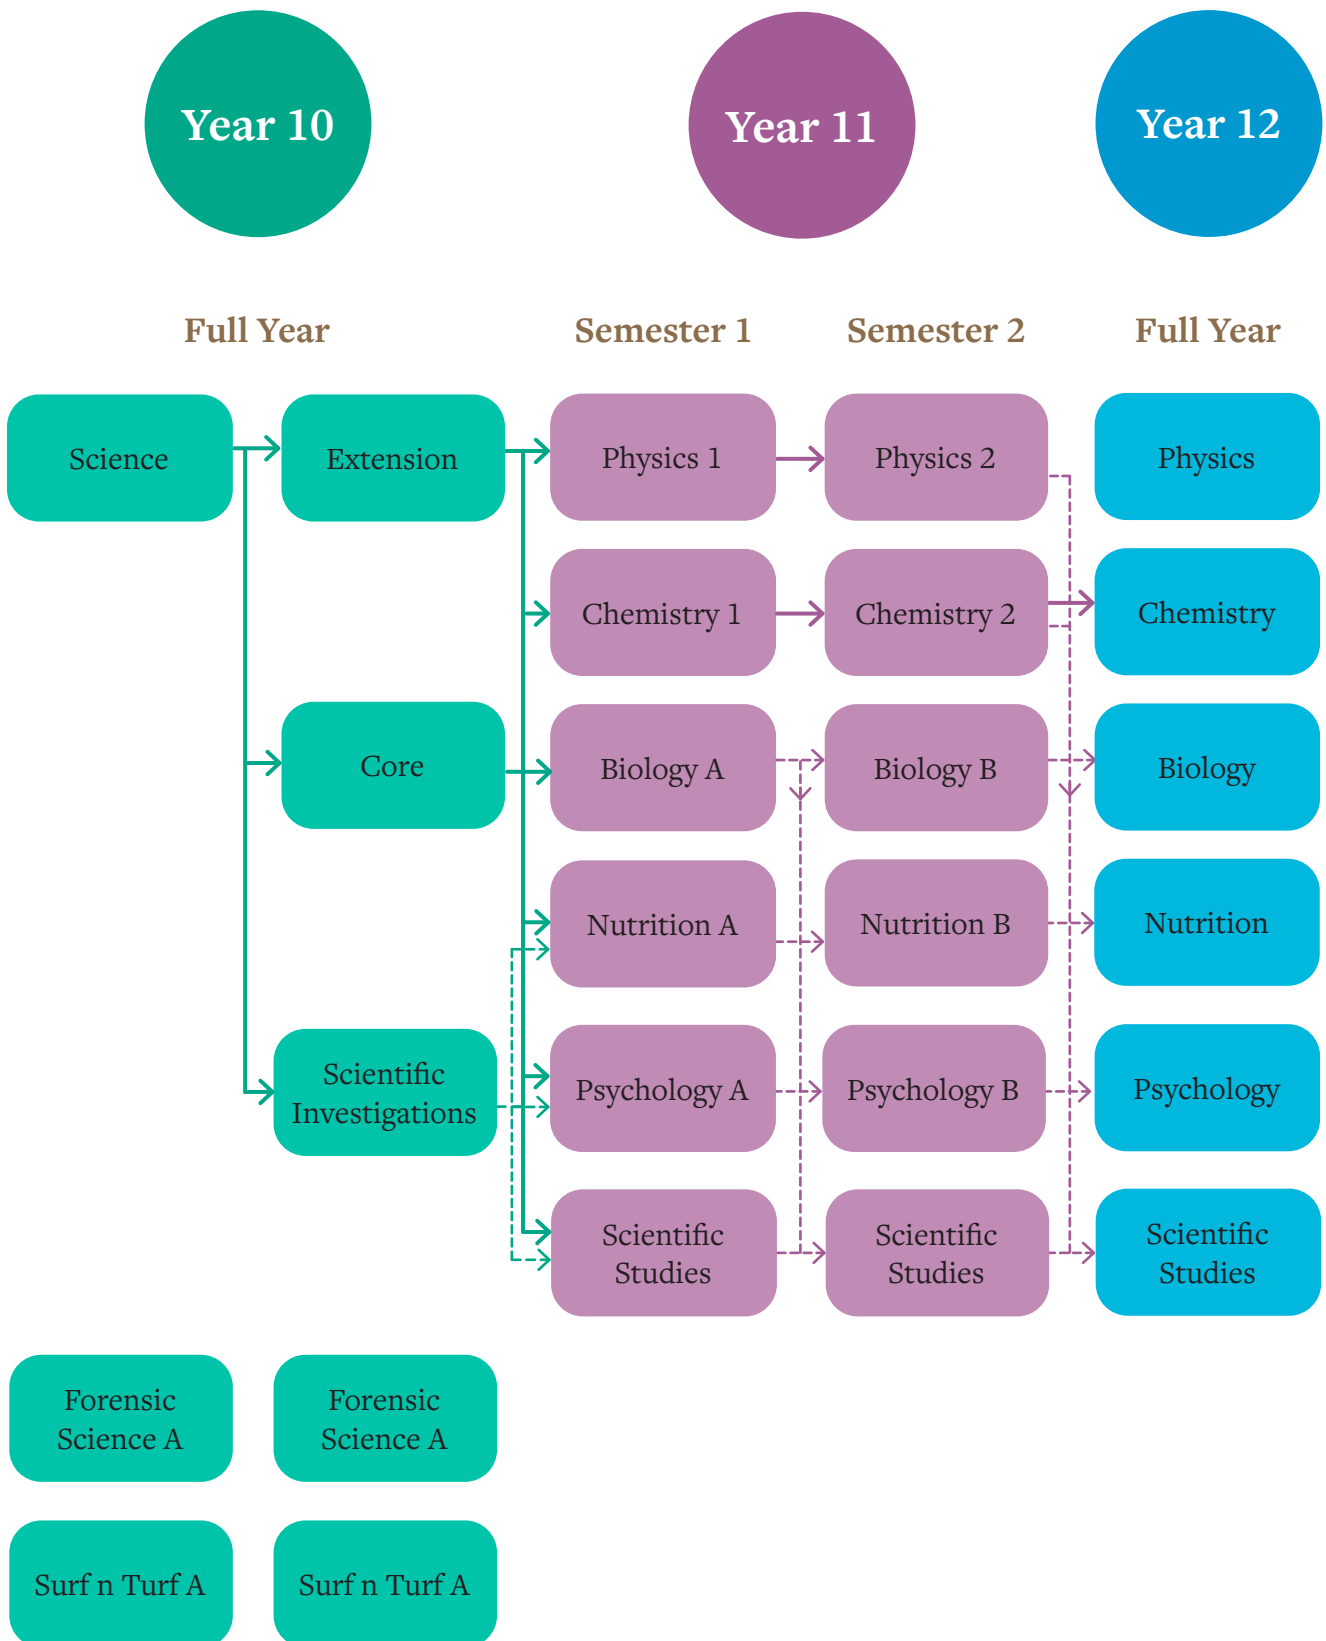 Year 10
Year 11
Year 12
Full Year
Semester 1
Semester 2
Full Year
Science
Extension
Physics 1
Physics 2
Physics
Chemistry 1
Chemistry 2
Chemistry
Core
Biology A
Biology B
Biology
Nutrition A
Nutrition B
Nutrition
Scientific
Investigations
Psychology A
Psychology B
Psychology
Scientific
Studies
Scientific
Studies
Scientific
Studies
Forensic
Science A
Forensic
Science A
Surf n Turf A
Surf n Turf A